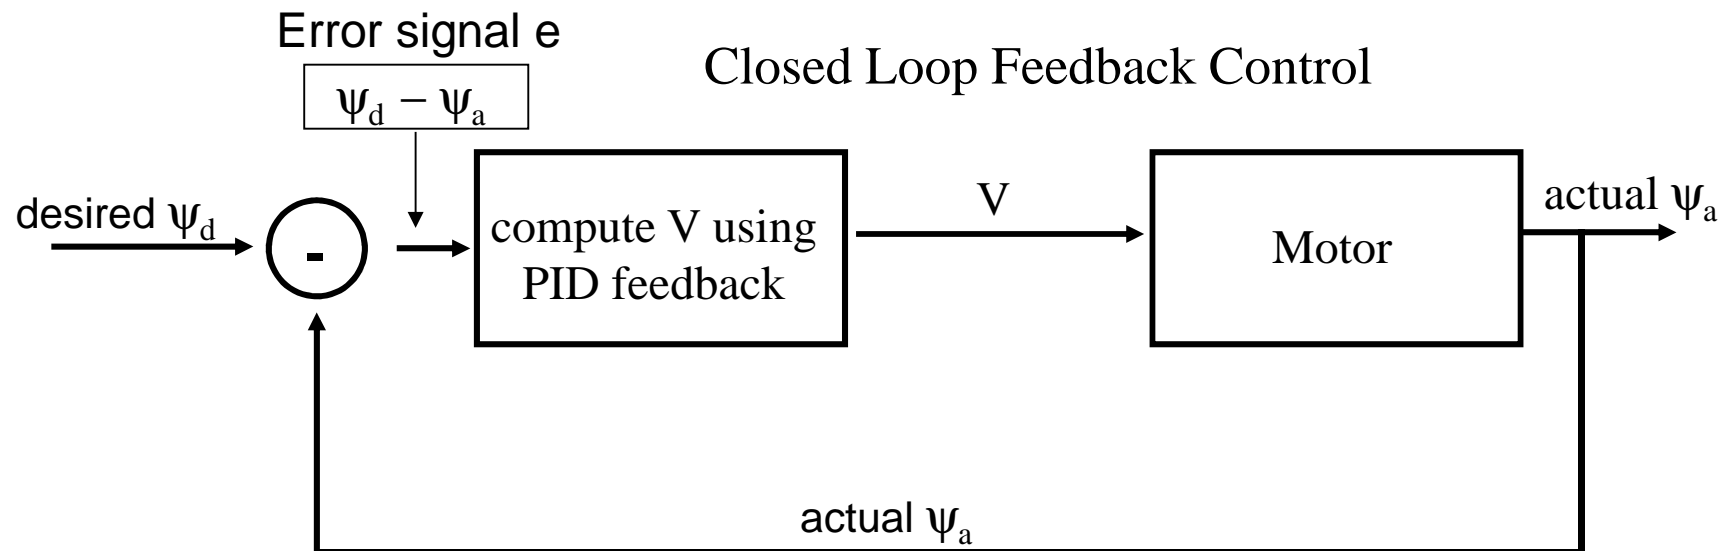 Error signal e
Closed Loop Feedback Control
ψd − ψa
desired ψd
-
compute V using
PID feedback
V
Motor
actual ψa
actual ψa